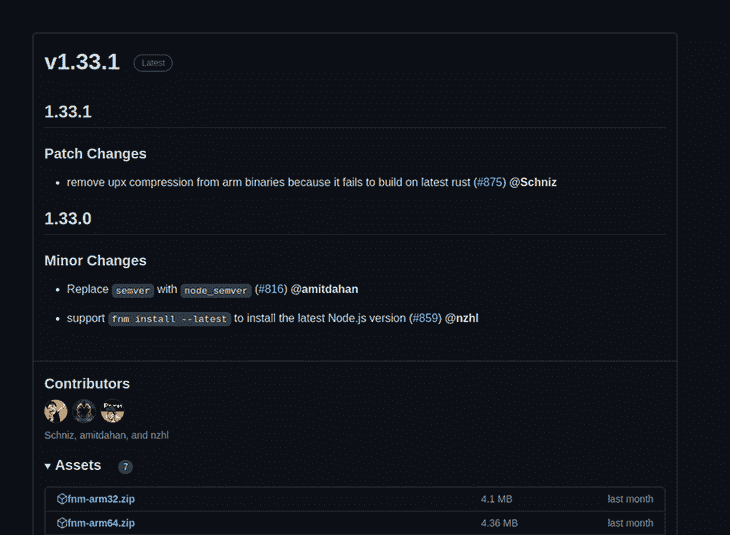 v1.33.1 Latest
1.33.1
Patch Changes
remove upx compression from arm binaries because it fails to build on latest rust (#875) @Schniz
1.33.0
Minor Changes
Replace semver with node_semver (#816) @amitdahan
support fnm install --latest to install the latest Node.js version (#859) @nzhl
Contributors
Schniz, amitdahan, and nzhl
Assets 7
fnm-arm32.zip 4.1 MB last month
fnm-arm64.zip 4.36 MB last month